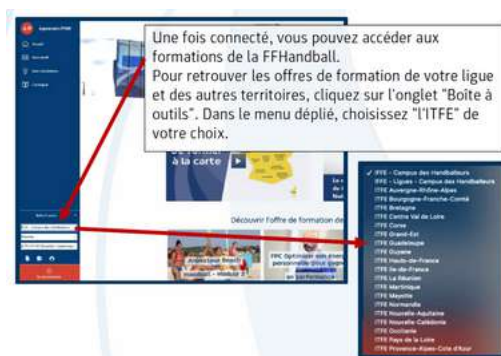 Une fois connecté, vous pouvez accéder aux
formations de la FFHandball.
Pour retrouver les offres de formation de votre ligue
et des autres territoires, cliquez sur l'onglet "Boîte à
outils". Dans le menu déplié, choisissez "l'ITFE" de
votre choix.
à la carte
Découvrir l'offre de formation de
✓ IFFE - Campus des Handballeurs
IFFE - Ligues - Campus des Handballeurs
ITFE Auvergne-Rhône-Alpes
ITFE Bourgogne-Franche-Comté
ITFE Bretagne
ITFE Centre Val de Loire
ITFE Corse
ITFE Grand-Est
ITFE Guadeloupe
ITFE Guyane
ITFE Hauts-de-France
ITFE Ile-de-France
ITFE La Réunion
ITFE Martinique
ITFE Mayotte
ITFE Normandie
ITFE Nouvelle-Aquitaine
ITFE Nouvelle-Calédonie
ITFE Occitanie
ITFE Pays de la Loire
ITFE Provence-Alpes-Cote d'Azur